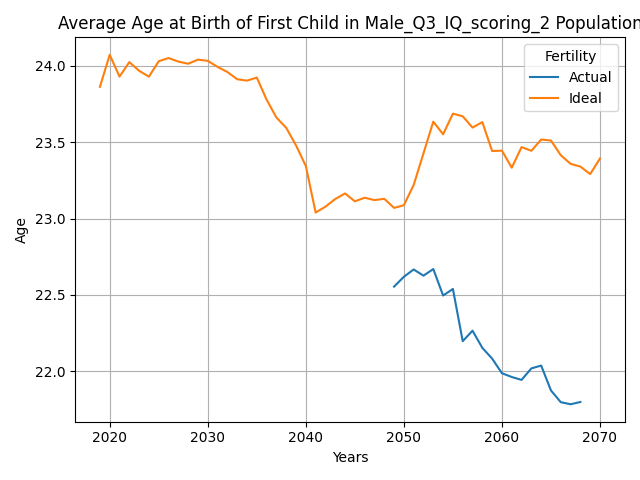 Average Age at Birth of First Child in Male_Q3_IQ_scoring_2 Population
Fertility
Actual
Ideal
24.0
23.5
23.0
22.5
22.0
Age
2020 2030 2040 2050 2060 2070
Years